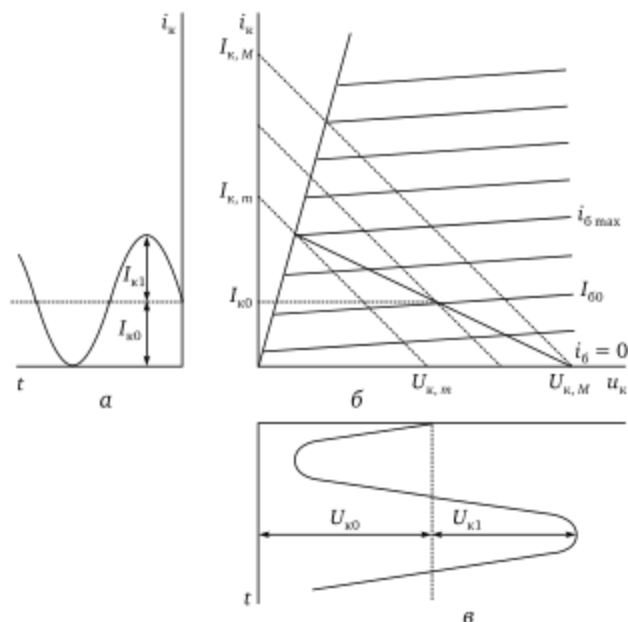 iк
iк
Iк, M
Iк, m
iб max
Iк1
Iк0
Iк0
Iб0
iб = 0
t
Uк, m
Uк, M
uк
а
б
Uк0
Uк1
t
в